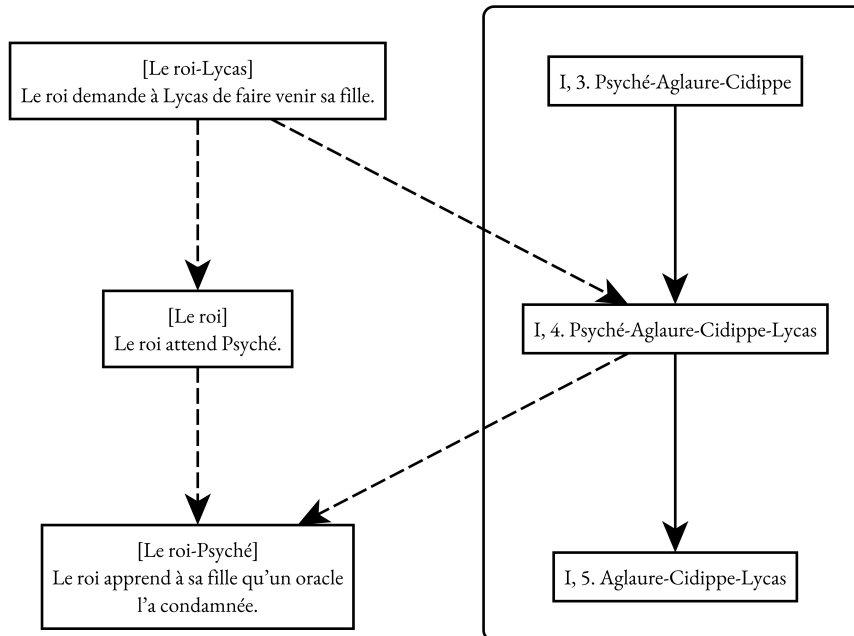 [Le roi-Lycas]
Le roi demande à Lycas de faire venir sa fille.
I, 3. Psyché-Aglaure-Cidippe
[Le roi]
Le roi attend Psyché.
I, 4. Psyché-Aglaure-Cidippe-Lycas
[Le roi-Psyché]
Le roi apprend à sa fille qu’un oracle
l’a condamnée.
I, 5. Aglaure-Cidippe-Lycas